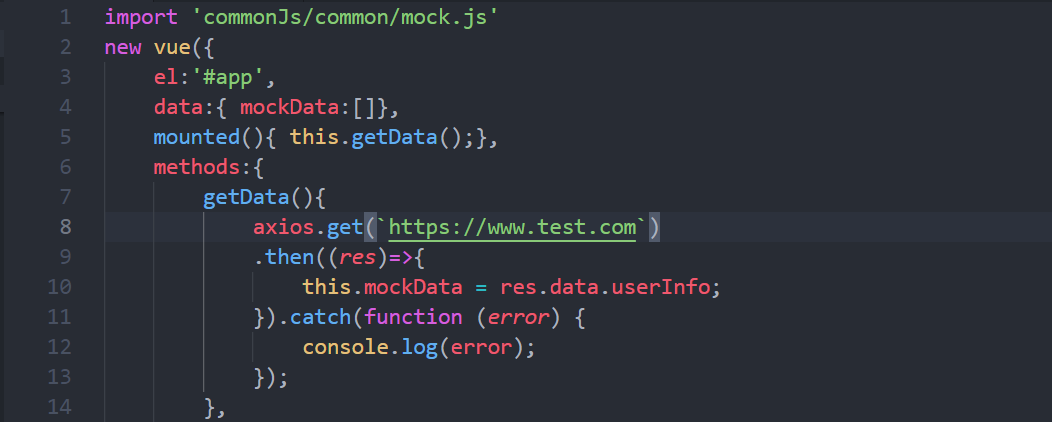 1 import 'commonJs/common/mock.js'
2 new vue({
3     el:'#app',
4     data:{ mockData:[]},
5     mounted(){ this.getData();},
6     methods:{
7         getData(){
8             axios.get(`https://www.test.com`)
9             .then((res)=>{
10                 this.mockData = res.data.userInfo;
11             }).catch(function (error) {
12                 console.log(error);
13             });
14         },